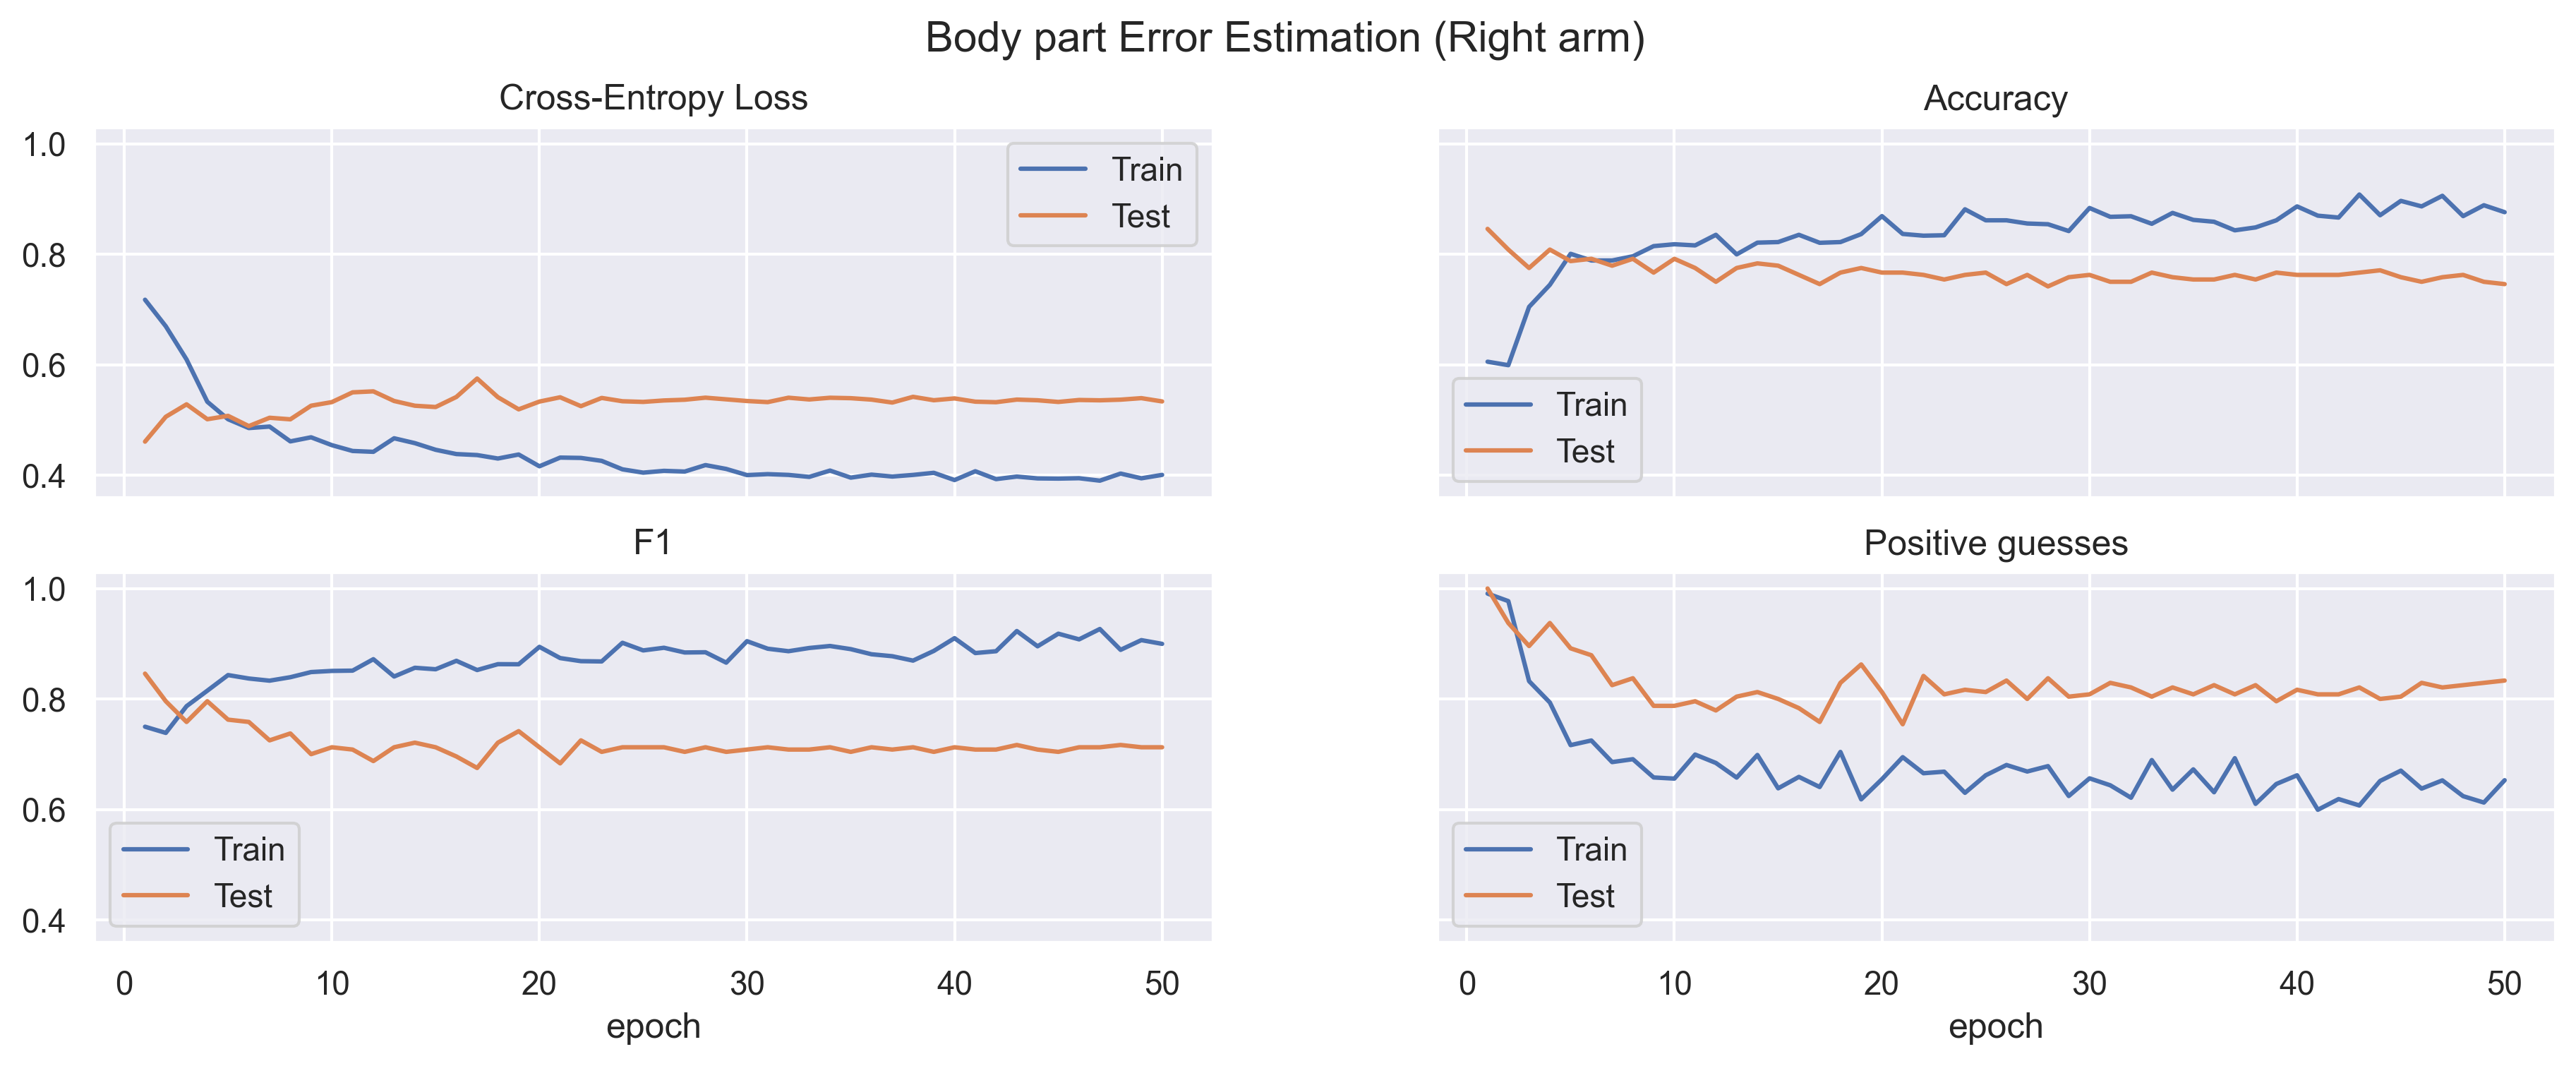 Body part Error Estimation (Right arm)
Cross-Entropy Loss
1.0
0.8
0.6
0.4
Train
Test
Accuracy
Train
Test
F1
1.0
0.8
0.6
0.4
Train
Test
0 10 20 30 40 50
epoch
Positive guesses
Train
Test
0 10 20 30 40 50
epoch